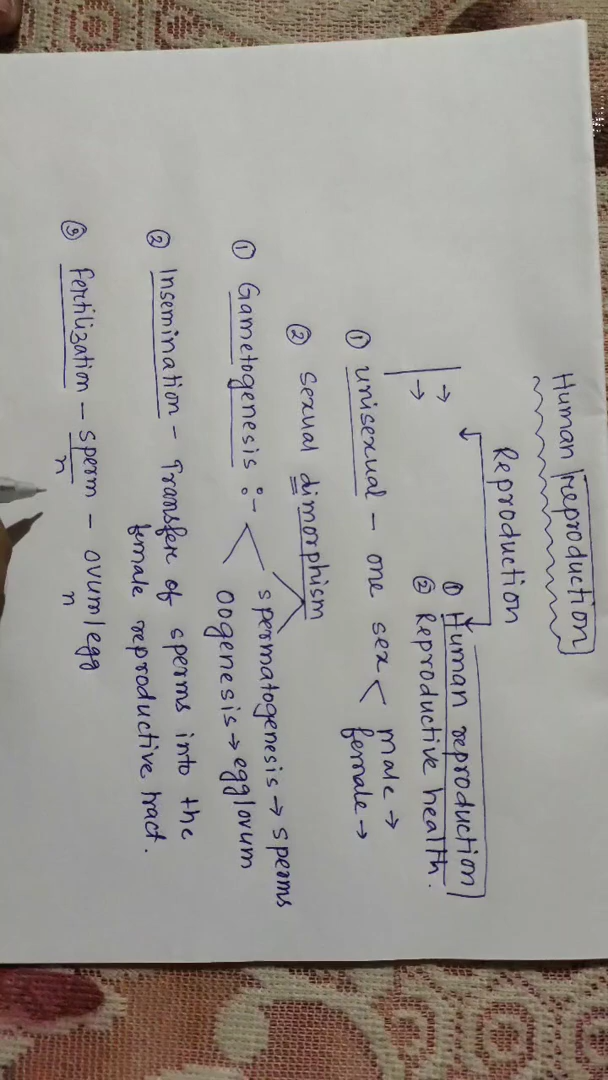 Human reproduction
Reproduction
① Human reproduction
② Reproductive health.
① unisexual - one sex < male →
female →
② sexual dimorphism
① Gametogenesis :- < spermatogenesis → sperms
oogenesis → egg/ovum
② Insemination - Transfer of sperms into the
female reproductive tract.
③ fertilization - sperm - ovum/egg
n n